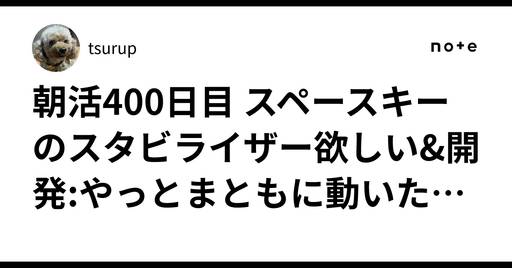 tsurup
note
朝活400日目 スペースキー
のスタビライザー欲しい&開
発:やっとまともに動いた…